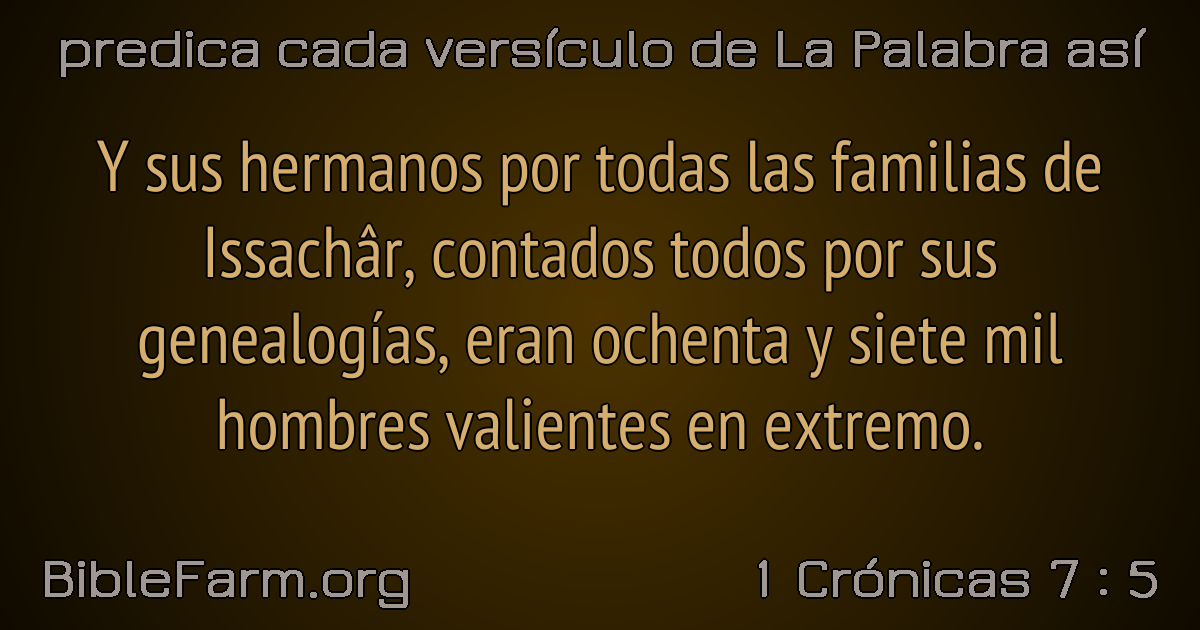 predica cada versículo de La Palabra así
Y sus hermanos por todas las familias de
Issachâr, contados todos por sus
genealogías, eran ochenta y siete mil
hombres valientes en extremo.
BibleFarm.org
1 Crónicas 7 : 5